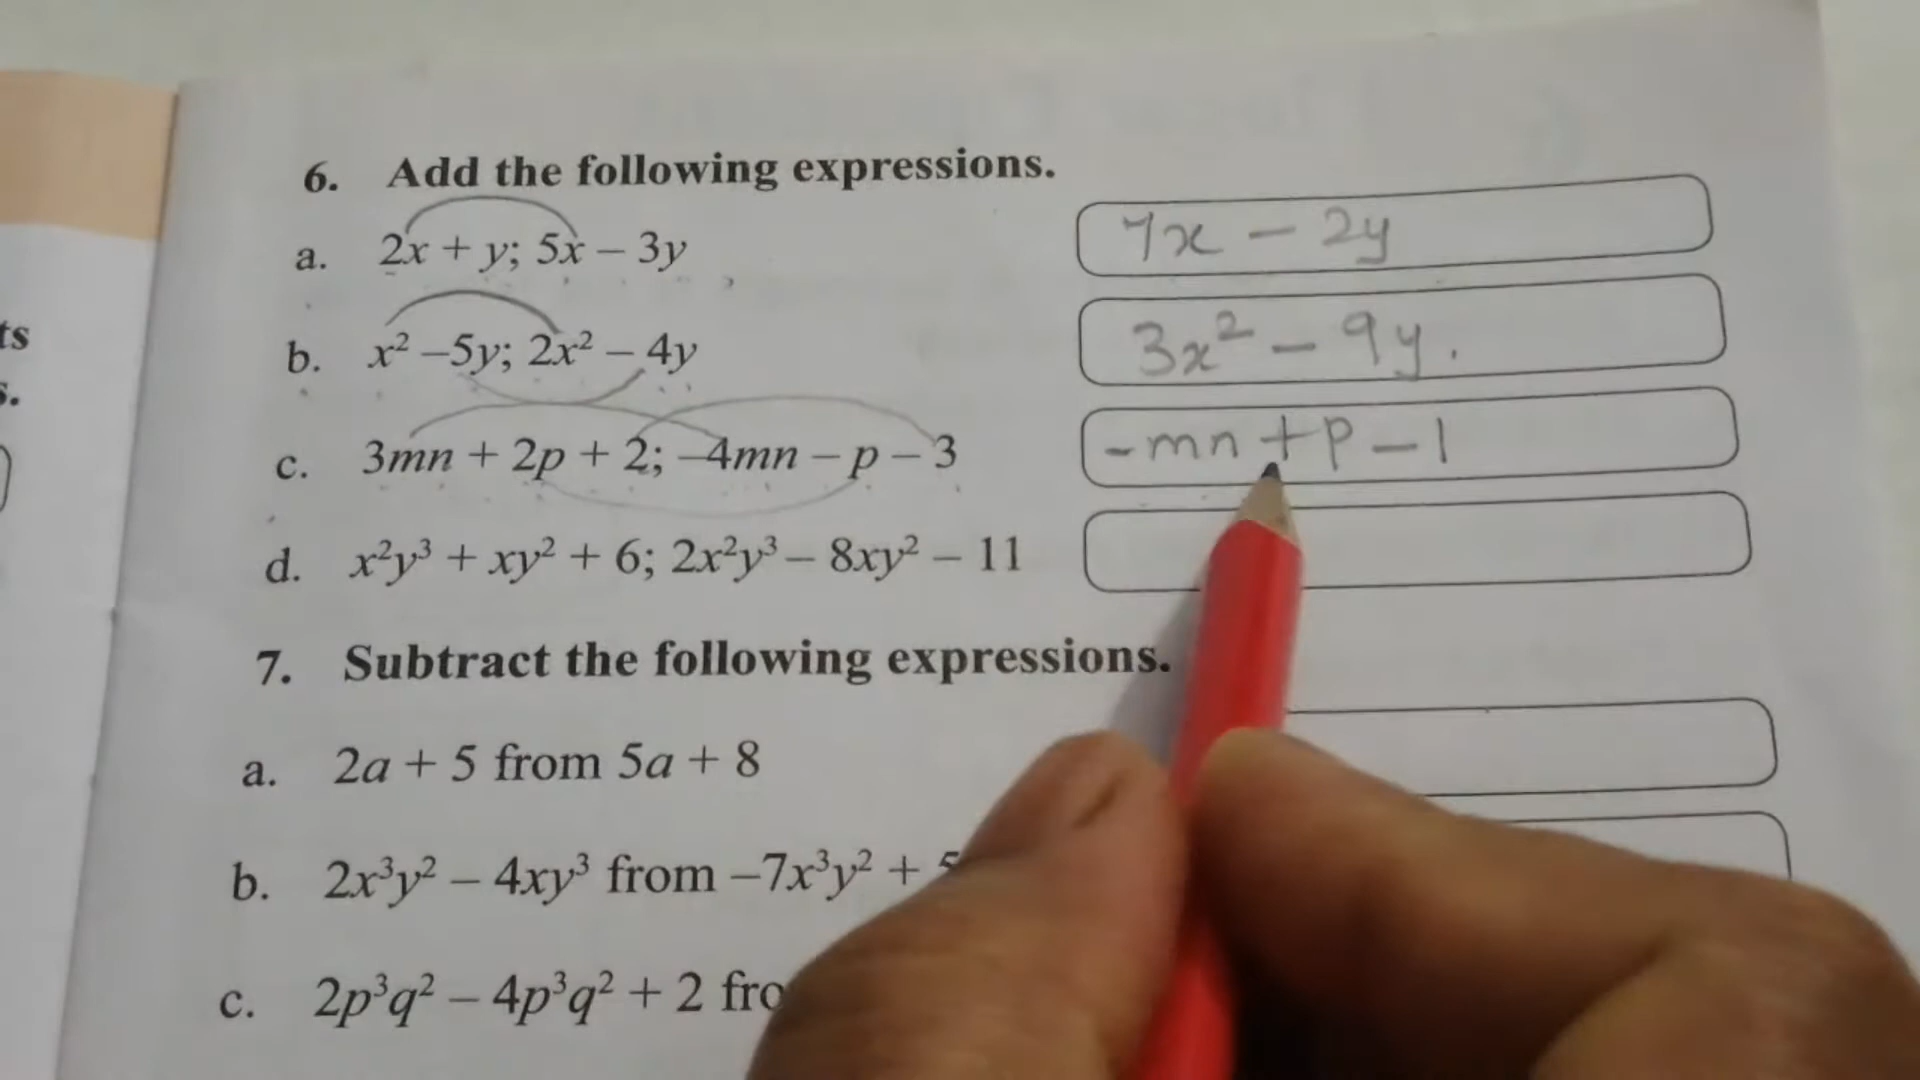 6. Add the following expressions.
a. 2x + y; 5x – 3y
7x – 2y
b. x² –5y; 2x² – 4y
3x² – 9y.
c. 3mn + 2p + 2; –4mn – p – 3
-mn + p – 1
d. x²y³ + xy² + 6; 2x²y³ – 8xy² – 11
7. Subtract the following expressions.
a. 2a + 5 from 5a + 8
b. 2x³y² – 4xy³ from –7x³y² +
c. 2p³q² – 4p³q² + 2